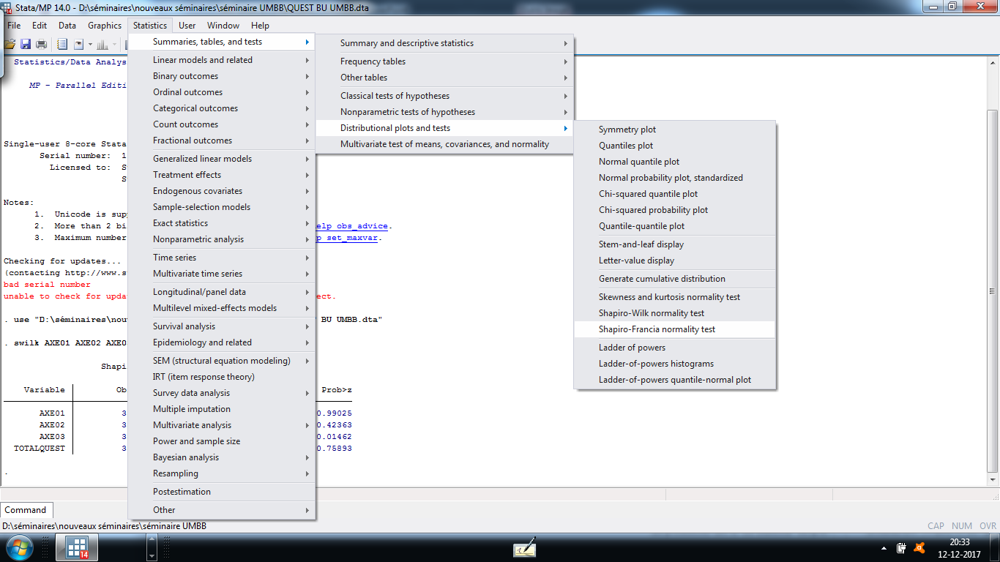 Stata/MP 14.0 - D:\séminaires\nouveaux séminaires\séminaire UMBB\QUEST BU UMBB.dta
File Edit Data Graphics Statistics User Window Help
Summaries, tables, and tests
Linear models and related
Binary outcomes
Ordinal outcomes
Categorical outcomes
Count outcomes
Fractional outcomes
Generalized linear models
Treatment effects
Endogenous covariates
Sample-selection models
Exact statistics
Nonparametric analysis
Time series
Multivariate time series
Longitudinal/panel data
Multilevel mixed-effects models
Survival analysis
Epidemiology and related
SEM (structural equation modeling)
IRT (item response theory)
Survey data analysis
Multiple imputation
Multivariate analysis
Power and sample size
Bayesian analysis
Resampling
Postestimation
Other
Summary and descriptive statistics
Frequency tables
Other tables
Classical tests of hypotheses
Nonparametric tests of hypotheses
Distributional plots and tests
Multivariate test of means, covariances, and normality
Symmetry plot
Quantiles plot
Normal quantile plot
Normal probability plot, standardized
Chi-squared quantile plot
Chi-squared probability plot
Quantile-quantile plot
Stem-and-leaf display
Letter-value display
Generate cumulative distribution
Skewness and kurtosis normality test
Shapiro-Wilk normality test
Shapiro-Francia normality test
Ladder of powers
Ladder-of-powers histograms
Ladder-of-powers quantile-normal plot
Statistics/Data Analys
MP - Parallel Editi
Single-user 8-core Stata
Serial number: 1
Licensed to: S
S
Notes:
1. Unicode is sup
2. More than 2 bi elp obs_advice.
3. Maximum number p set_maxvar.
Checking for updates...
(contacting http://www.s
bad serial number
unable to check for upda ect.
. use "D:\séminaires\nou BU UMBB.dta"
. swilk AXE01 AXE02 AXE0
Shapi
Variable Ob Prob>z
AXE01 3 0.99025
AXE02 3 0.42363
AXE03 3 0.01462
TOTALQUEST 3 0.75893
.
Command
D:\séminaires\nouveaux séminaires\séminaire UMBB CAP NUM OVR
14
20:33
12-12-2017